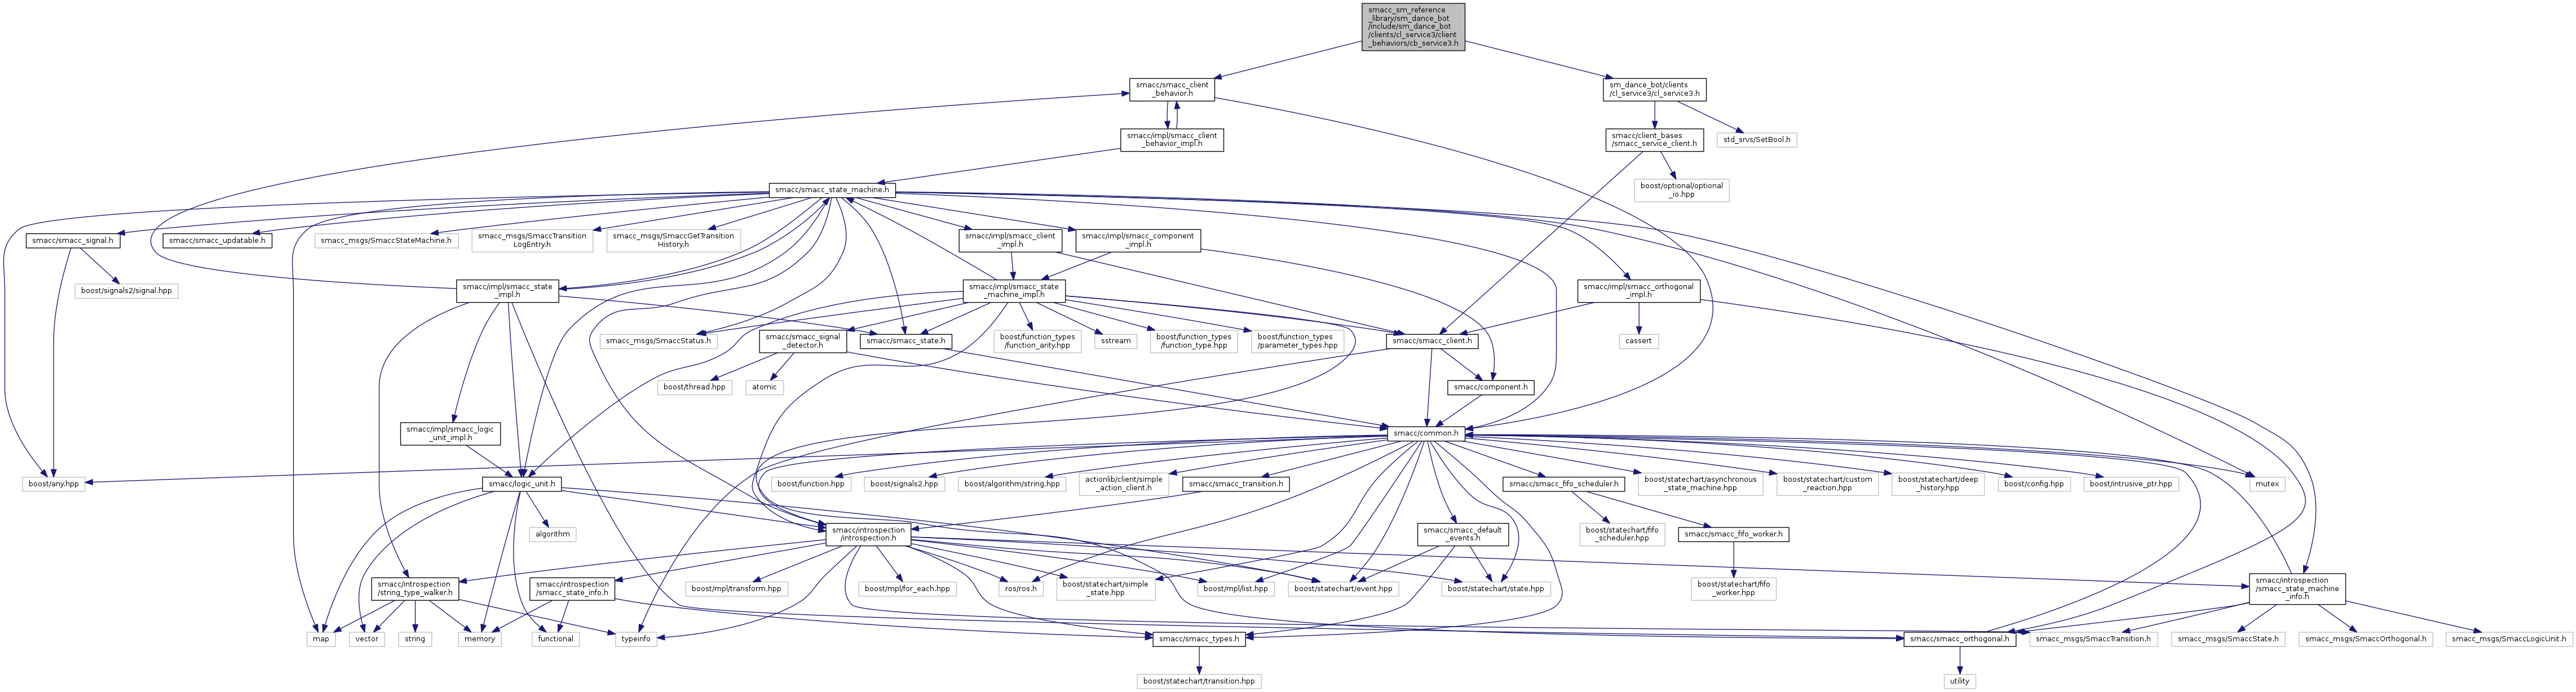 smacc_sm_reference
_library/sm_dance_bot
/include/sm_dance_bot
/clients/cl_service3/client
_behaviors/cb_service3.h
smacc/smacc_client
_behavior.h
sm_dance_bot/clients
/cl_service3/cl_service3.h
smacc/impl/smacc_client
_behavior_impl.h
smacc/client_bases
/smacc_service_client.h
std_srvs/SetBool.h
smacc/smacc_state_machine.h
boost/optional/optional
_io.hpp
smacc/smacc_signal.h
smacc/smacc_updatable.h
smacc_msgs/SmaccStateMachine.h
smacc_msgs/SmaccTransition
LogEntry.h
smacc_msgs/SmaccGetTransition
History.h
smacc/impl/smacc_client
_impl.h
smacc/impl/smacc_component
_impl.h
boost/signals2/signal.hpp
smacc/impl/smacc_state
_impl.h
smacc/impl/smacc_state
_machine_impl.h
smacc/impl/smacc_orthogonal
_impl.h
smacc_msgs/SmaccStatus.h
smacc/smacc_signal
_detector.h
smacc/smacc_state.h
boost/function_types
/function_arity.hpp
sstream
boost/function_types
/function_type.hpp
boost/function_types
/parameter_types.hpp
smacc/smacc_client.h
cassert
boost/thread.hpp
atomic
smacc/component.h
smacc/impl/smacc_logic
_unit_impl.h
smacc/common.h
boost/any.hpp
smacc/logic_unit.h
boost/function.hpp
boost/signals2.hpp
boost/algorithm/string.hpp
actionlib/client/simple
_action_client.h
smacc/smacc_transition.h
smacc/smacc_fifo_scheduler.h
boost/statechart/asynchronous
_state_machine.hpp
boost/statechart/custom
_reaction.hpp
boost/statechart/deep
_history.hpp
boost/config.hpp
boost/intrusive_ptr.hpp
mutex
algorithm
smacc/introspection
/introspection.h
smacc/smacc_default
_events.h
boost/statechart/fifo
_scheduler.hpp
smacc/smacc_fifo_worker.h
smacc/introspection
/string_type_walker.h
smacc/introspection
/smacc_state_info.h
boost/mpl/transform.hpp
boost/mpl/for_each.hpp
ros/ros.h
boost/statechart/simple
_state.hpp
boost/mpl/list.hpp
boost/statechart/event.hpp
boost/statechart/state.hpp
boost/statechart/fifo
_worker.hpp
smacc/introspection
/smacc_state_machine
_info.h
map
vector
string
memory
functional
typeinfo
smacc/smacc_types.h
smacc/smacc_orthogonal.h
smacc_msgs/SmaccTransition.h
smacc_msgs/SmaccState.h
smacc_msgs/SmaccOrthogonal.h
smacc_msgs/SmaccLogicUnit.h
boost/statechart/transition.hpp
utility